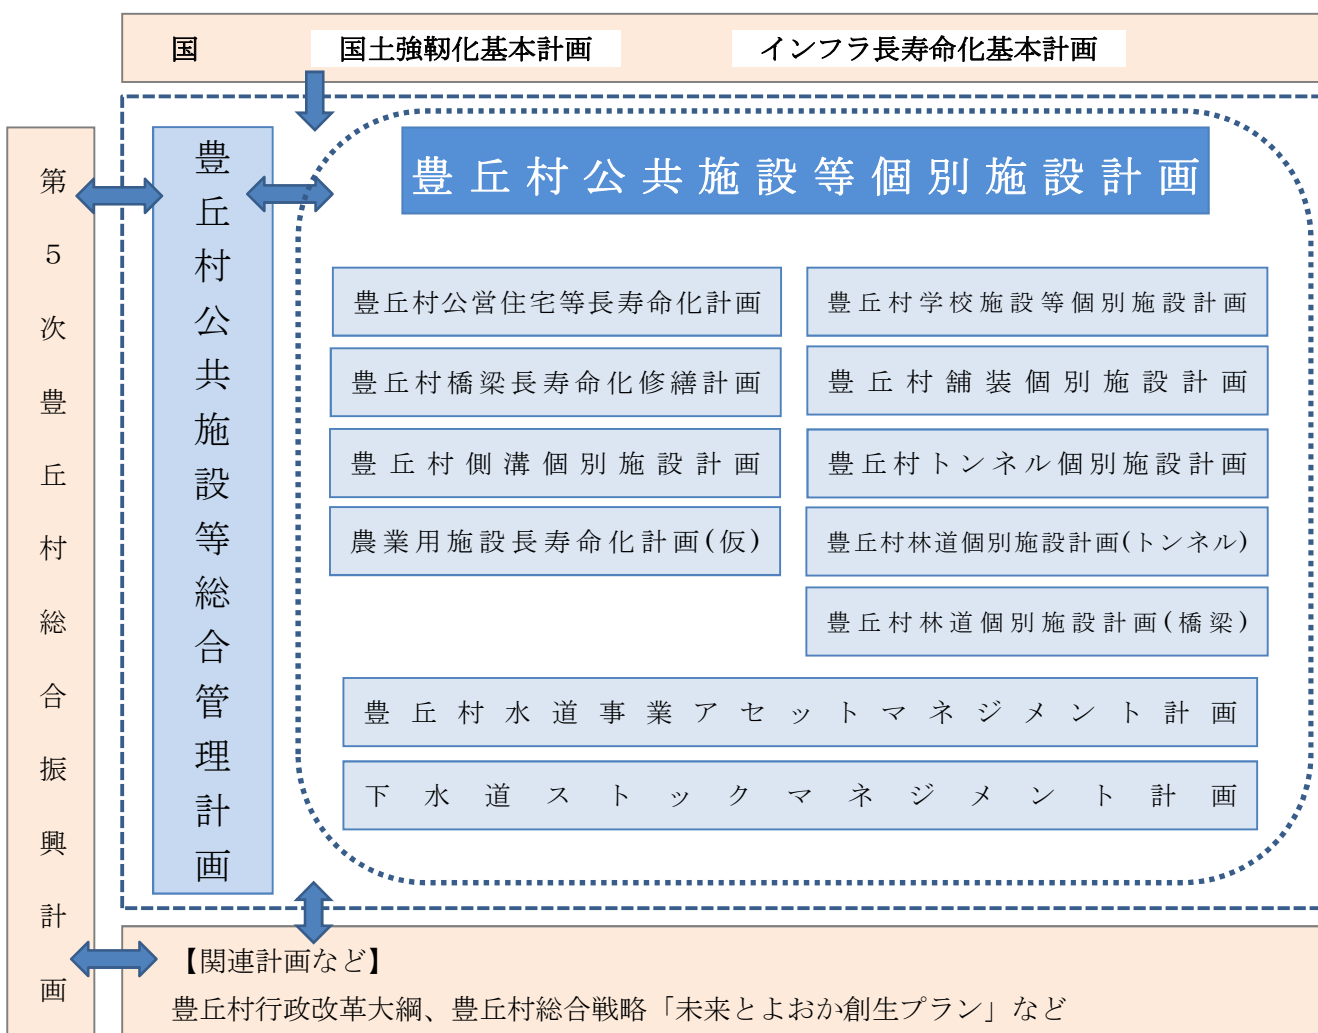 国 国土強靭化基本計画 インフラ長寿命化基本計画
第５次豊丘村総合振興計画
豊丘村公共施設等総合管理計画
豊丘村公共施設等個別施設計画
豊丘村公営住宅等長寿命化計画
豊丘村学校施設等個別施設計画
豊丘村橋梁長寿命化修繕計画
豊丘村舗装個別施設計画
豊丘村側溝個別施設計画
豊丘村トンネル個別施設計画
農業用施設長寿命化計画(仮)
豊丘村林道個別施設計画(トンネル)
豊丘村林道個別施設計画(橋梁)
豊丘村水道事業アセットマネジメント計画
下水道ストックマネジメント計画
【関連計画など】
豊丘村行政改革大綱、豊丘村総合戦略「未来とよおか創生プラン」など